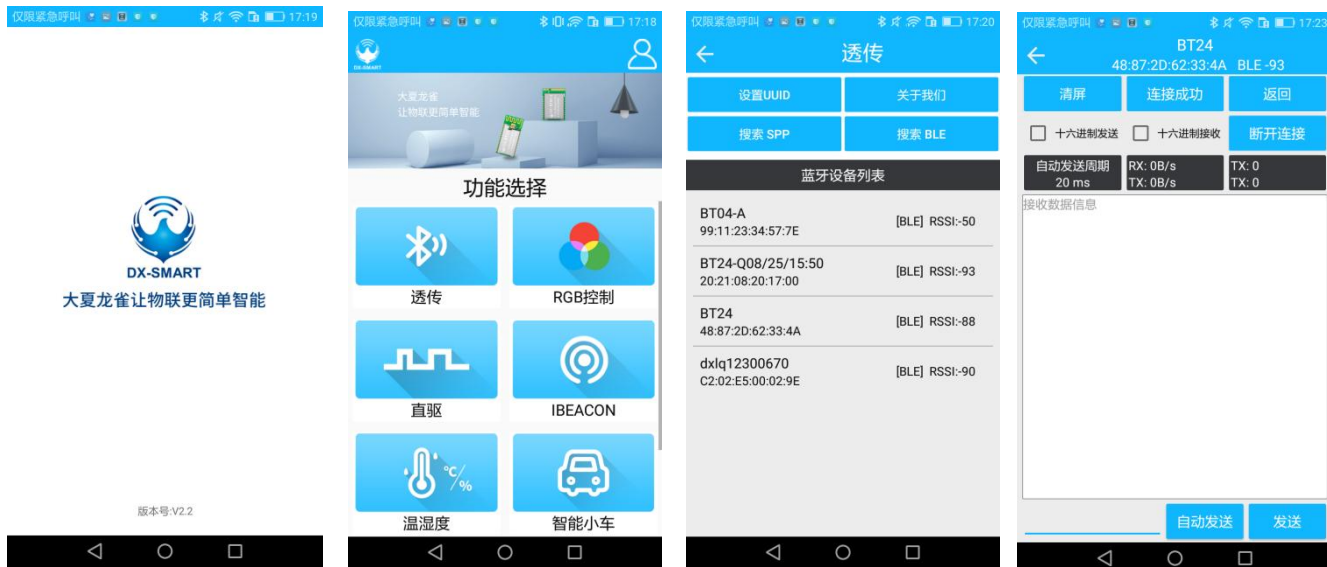 仅限紧急呼叫 17:19
DX-SMART
大夏龙雀让物联更简单智能
版本号:V2.2
仅限紧急呼叫 17:18
DX-SMART
大夏龙雀
让物联更简单智能
功能选择
透传 RGB控制
直驱 IBEACON
℃/%
温湿度 智能小车
仅限紧急呼叫 17:20
透传
设置UUID 关于我们
搜索 SPP 搜索 BLE
蓝牙设备列表
BT04-A
99:11:23:34:57:7E [BLE] RSSI:-50
BT24-Q08/25/15:50
20:21:08:20:17:00 [BLE] RSSI:-93
BT24
48:87:2D:62:33:4A [BLE] RSSI:-88
dxlq12300670
C2:02:E5:00:02:9E [BLE] RSSI:-90
仅限紧急呼叫 17:23
BT24
48:87:2D:62:33:4A BLE -93
清屏 连接成功 返回
十六进制发送 十六进制接收 断开连接
自动发送周期 RX: 0B/s TX: 0
20 ms TX: 0B/s TX: 0
接收数据信息
自动发送 发送